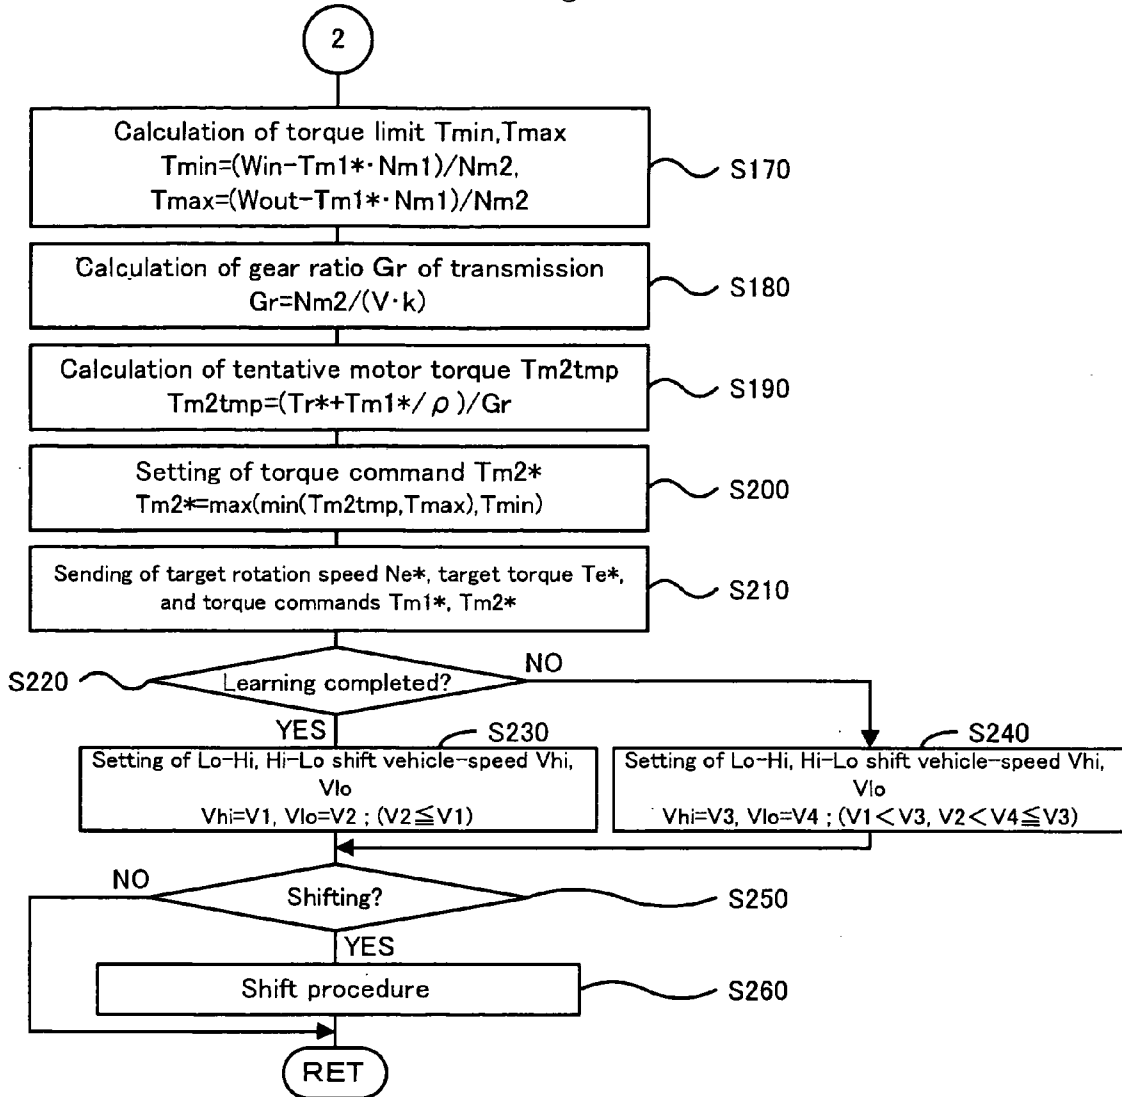 2
Calculation of torque limit Tmin,Tmax
Tmin=(Win-Tm1*·Nm1)/Nm2,
Tmax=(Wout-Tm1*·Nm1)/Nm2
S170
Calculation of gear ratio Gr of transmission
Gr=Nm2/(V·k)
S180
Calculation of tentative motor torque Tm2tmp
Tm2tmp=(Tr*+Tm1*/ρ)/Gr
S190
Setting of torque command Tm2*
Tm2*=max(min(Tm2tmp,Tmax),Tmin)
S200
Sending of target rotation speed Ne*, target torque Te*,
and torque commands Tm1*, Tm2*
S210
S220
Learning completed?
NO
YES
S230
Setting of Lo-Hi, Hi-Lo shift vehicle-speed Vhi,
Vlo
Vhi=V1, Vlo=V2 ; (V2≦V1)
S240
Setting of Lo-Hi, Hi-Lo shift vehicle-speed Vhi,
Vlo
Vhi=V3, Vlo=V4 ; (V1<V3, V2<V4≦V3)
NO
Shifting?
S250
YES
Shift procedure
S260
RET